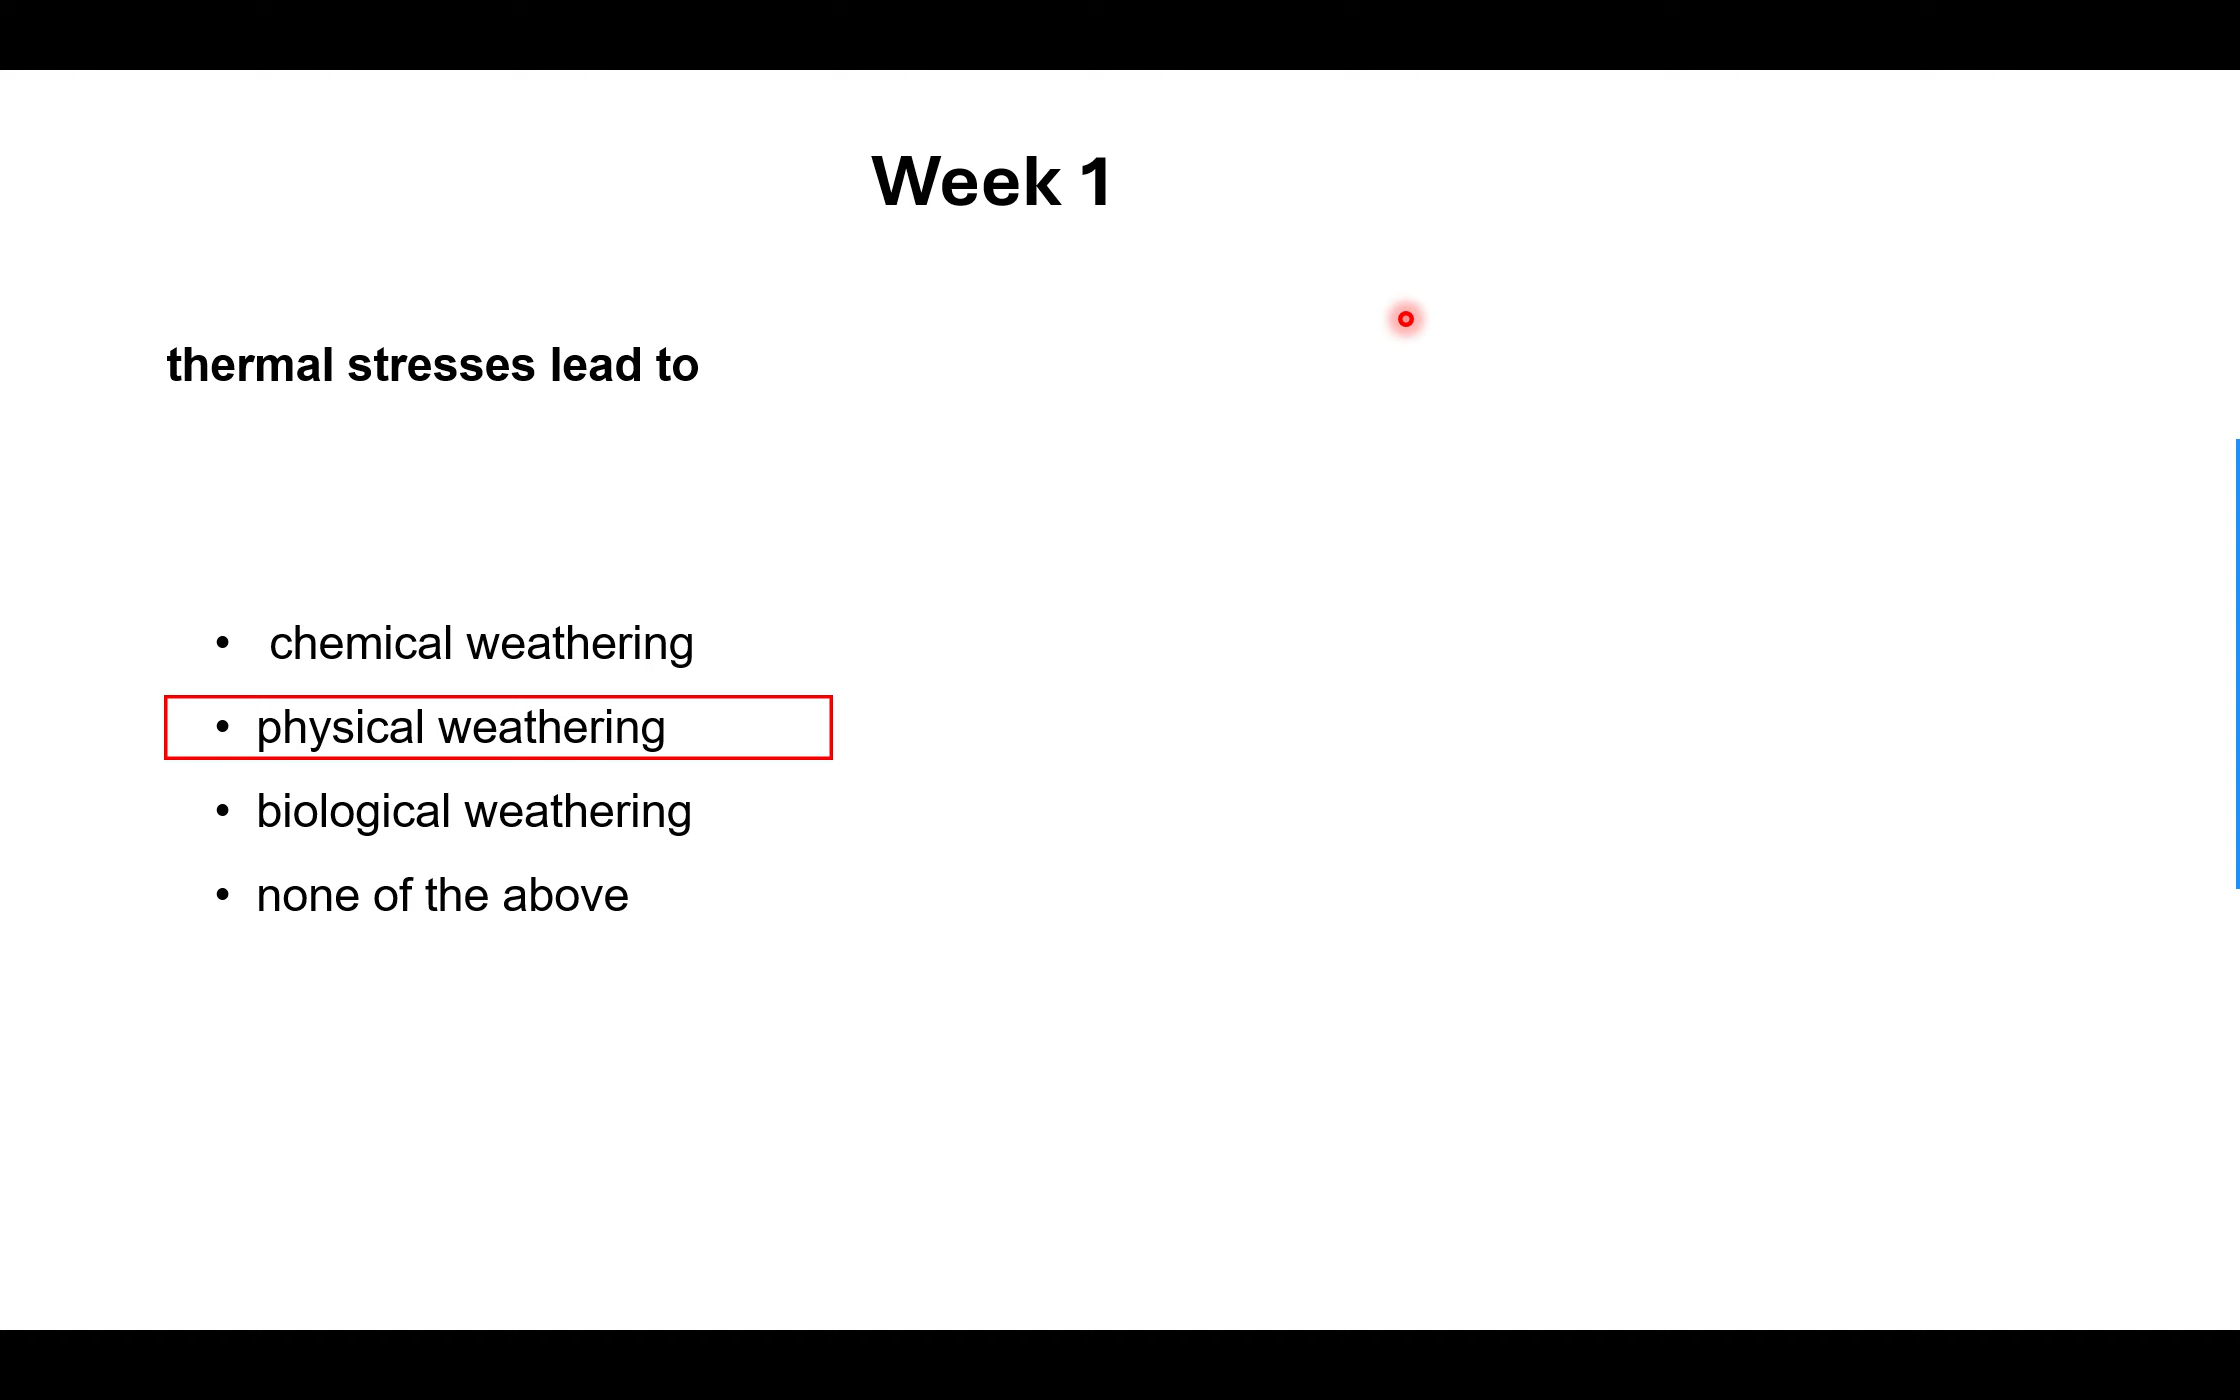 Week 1
thermal stresses lead to
• chemical weathering
• physical weathering
• biological weathering
• none of the above